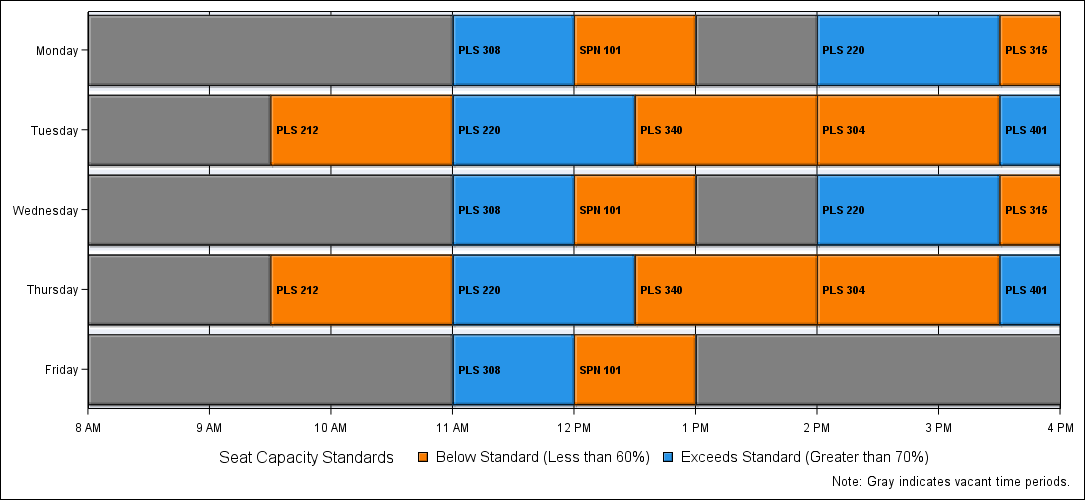 Monday PLS 308 SPN 101 PLS 220 PLS 315
Tuesday PLS 212 PLS 220 PLS 340 PLS 304 PLS 401
Wednesday PLS 308 SPN 101 PLS 220 PLS 315
Thursday PLS 212 PLS 220 PLS 340 PLS 304 PLS 401
Friday PLS 308 SPN 101
8 AM 9 AM 10 AM 11 AM 12 PM 1 PM 2 PM 3 PM 4 PM
Seat Capacity Standards Below Standard (Less than 60%) Exceeds Standard (Greater than 70%)
Note: Gray indicates vacant time periods.